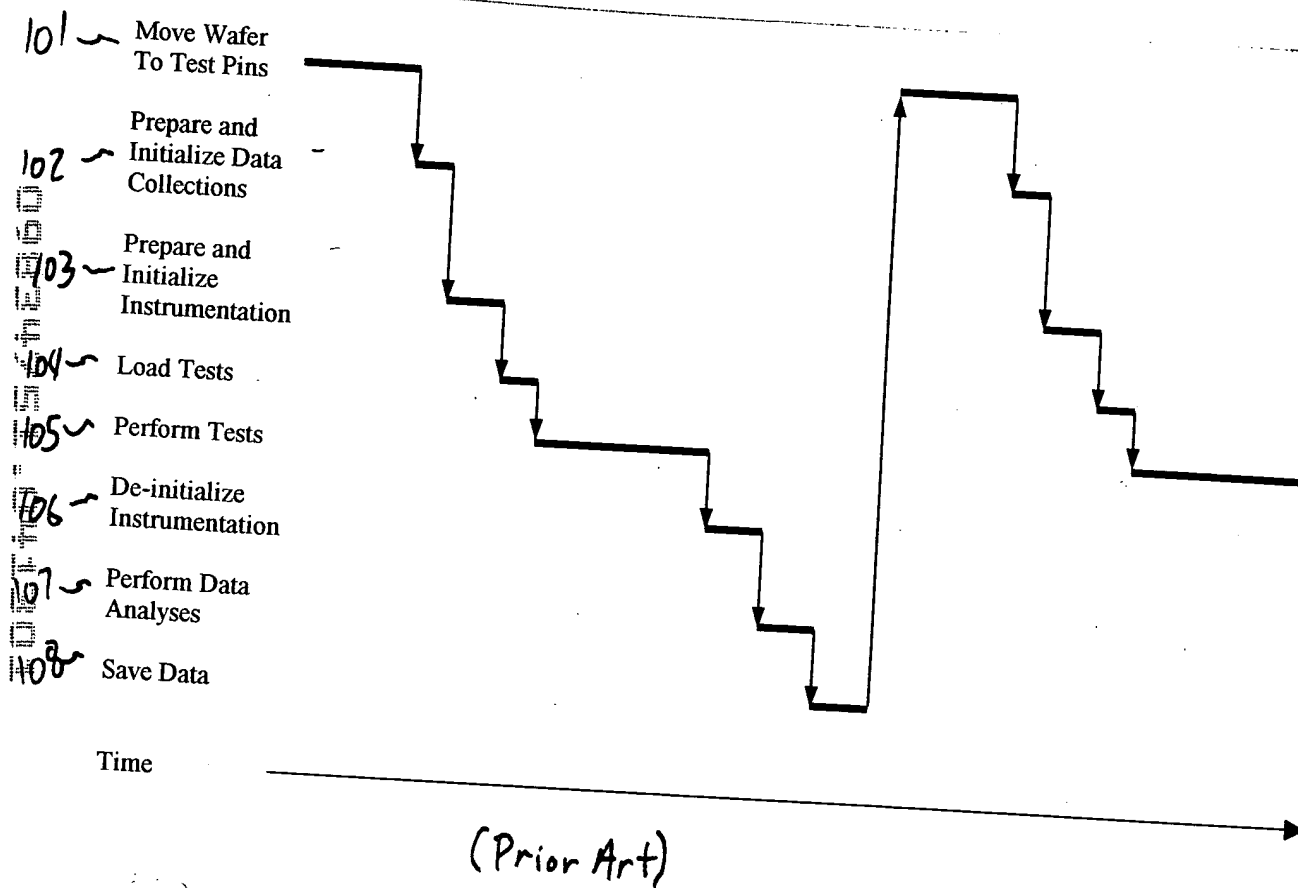 101 Move Wafer
To Test Pins
102 Prepare and
Initialize Data
Collections
103 Prepare and
Initialize
Instrumentation
104 Load Tests
105 Perform Tests
106 De-initialize
Instrumentation
107 Perform Data
Analyses
108 Save Data
Time
(Prior Art)